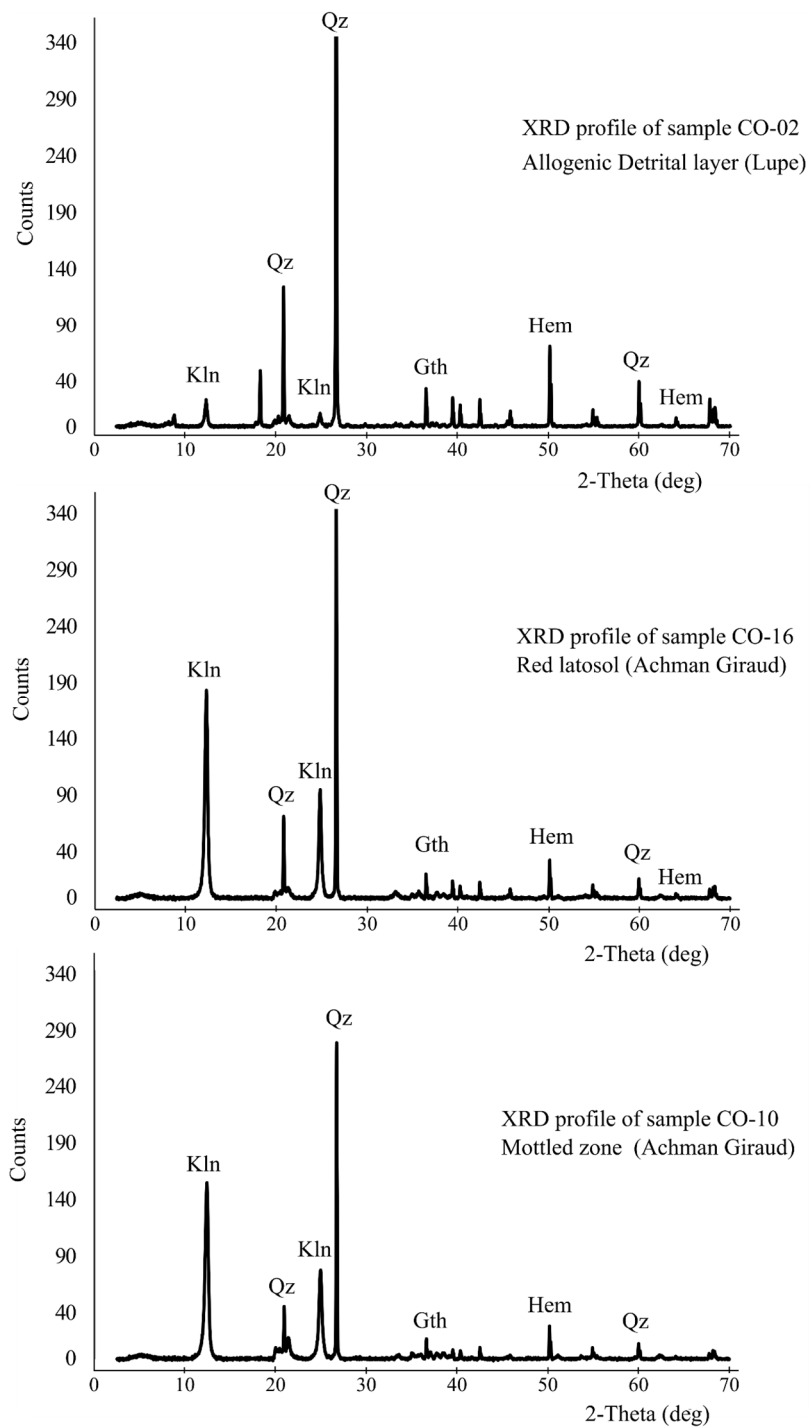 Qz
340
290
240
190
140
90
40
0
Counts
XRD profile of sample CO-02
Allogenic Detrital layer (Lupe)
Qz
Kln
Kln
Gth
Hem
Qz
Hem
0 10 20 30 40 50 60 70
2-Theta (deg)
Qz
340
290
240
190
140
90
40
0
Counts
XRD profile of sample CO-16
Red latosol (Achman Giraud)
Kln
Qz
Kln
Gth
Hem
Qz
Hem
0 10 20 30 40 50 60 70
2-Theta (deg)
340
290
240
190
140
90
40
0
Counts
Qz
XRD profile of sample CO-10
Mottled zone (Achman Giraud)
Kln
Qz
Kln
Gth
Hem
Qz
0 10 20 30 40 50 60 70
2-Theta (deg)